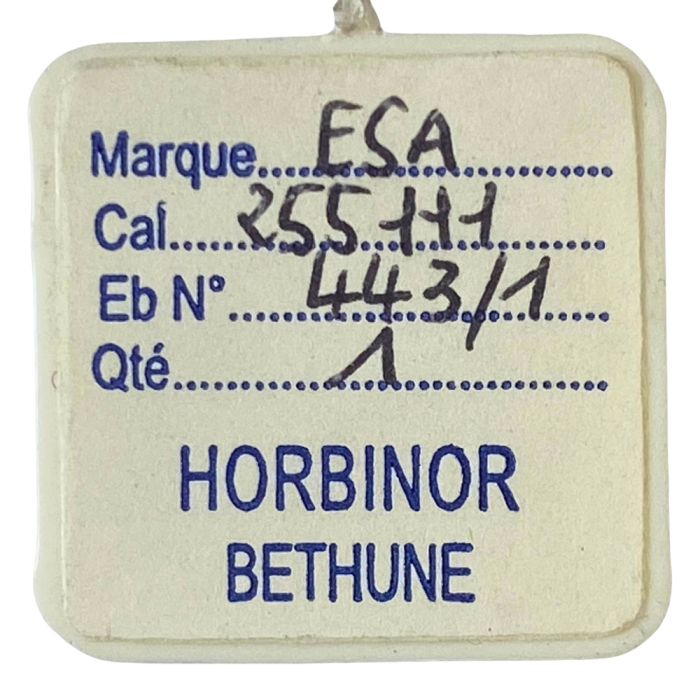 Marque..... ESA .....
Cal..... 255 111 .....
Eb N° ..... 443/1 .....
Qté..... 1 .....
HORBINOR
BETHUNE